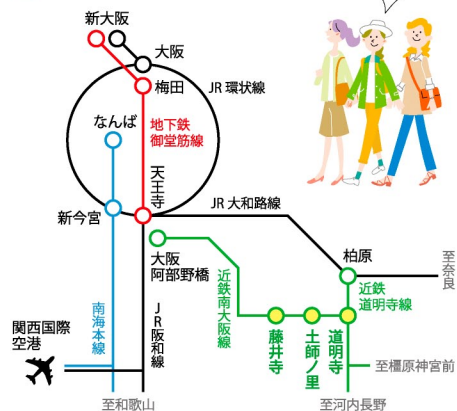 新大阪
大阪
梅田
JR 環状線
なんば
地下鉄
御堂筋線
天王寺
新今宮
JR 大和路線
大阪
阿部野橋
柏原
至奈良
近鉄
道明寺線
近鉄南大阪線
南海本線
JR阪和線
関西国際
空港
藤井寺
土師ノ里
道明寺
至橿原神宮前
至和歌山
至河内長野